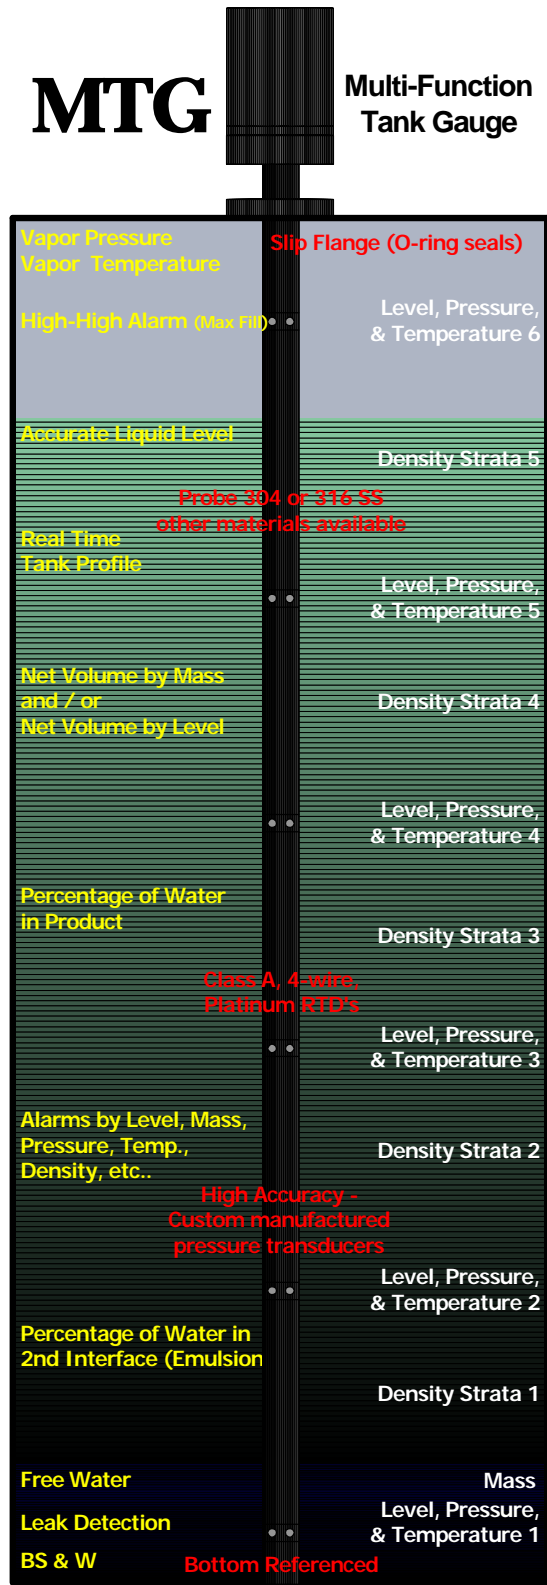 MTG
Multi-Function
Tank Gauge
Vapor Pressure
Vapor Temperature
Slip Flange (O-ring seals)
High-High Alarm (Max Fill)
Level, Pressure,
& Temperature 6
Accurate Liquid Level
Density Strata 5
Probe 304 or 316 SS
other materials available
Real Time
Tank Profile
Level, Pressure,
& Temperature 5
Net Volume by Mass
and / or
Net Volume by Level
Density Strata 4
Level, Pressure,
& Temperature 4
Percentage of Water
in Product
Density Strata 3
Class A, 4-wire,
Platinum RTD's
Level, Pressure,
& Temperature 3
Alarms by Level, Mass,
Pressure, Temp.,
Density, etc..
Density Strata 2
High Accuracy -
Custom manufactured
pressure transducers
Level, Pressure,
& Temperature 2
Percentage of Water in
2nd Interface (Emulsion
Density Strata 1
Free Water
Mass
Leak Detection
Level, Pressure,
& Temperature 1
BS & W
Bottom Referenced